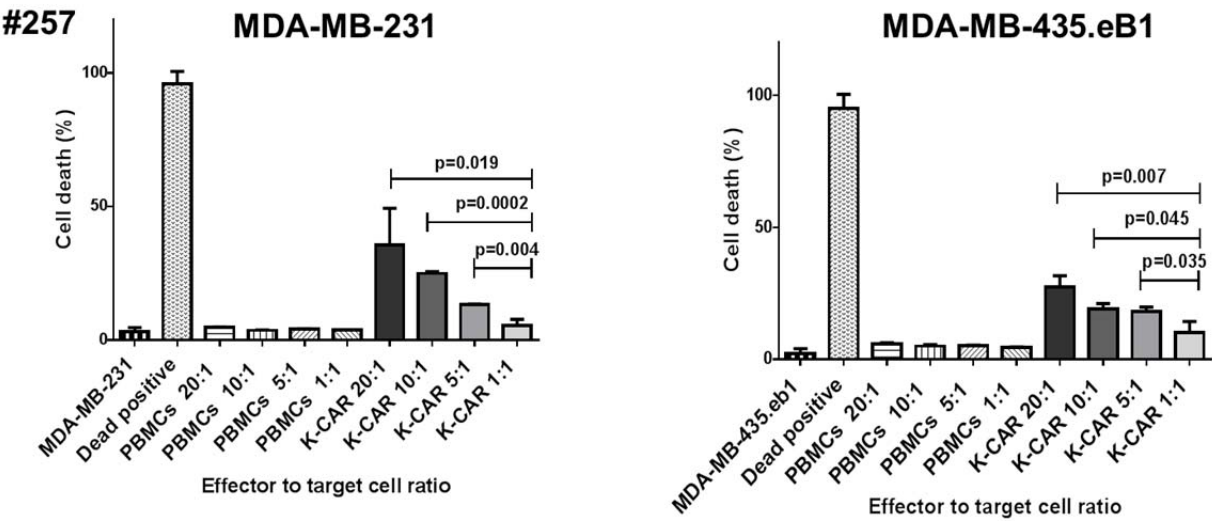 #257
MDA-MB-231
Cell death (%)
100
50
0
p=0.019
p=0.0002
p=0.004
MDA-MB-231
Dead positive
PBMCs 20:1
PBMCs 10:1
PBMCs 5:1
PBMCs 1:1
K-CAR 20:1
K-CAR 10:1
K-CAR 5:1
K-CAR 1:1
Effector to target cell ratio
MDA-MB-435.eB1
Cell death (%)
100
50
0
p=0.007
p=0.045
p=0.035
MDA-MB-435.eb1
Dead positive
PBMCs 20:1
PBMCs 10:1
PBMCs 5:1
PBMCs 1:1
K-CAR 20:1
K-CAR 10:1
K-CAR 5:1
K-CAR 1:1
Effector to target cell ratio